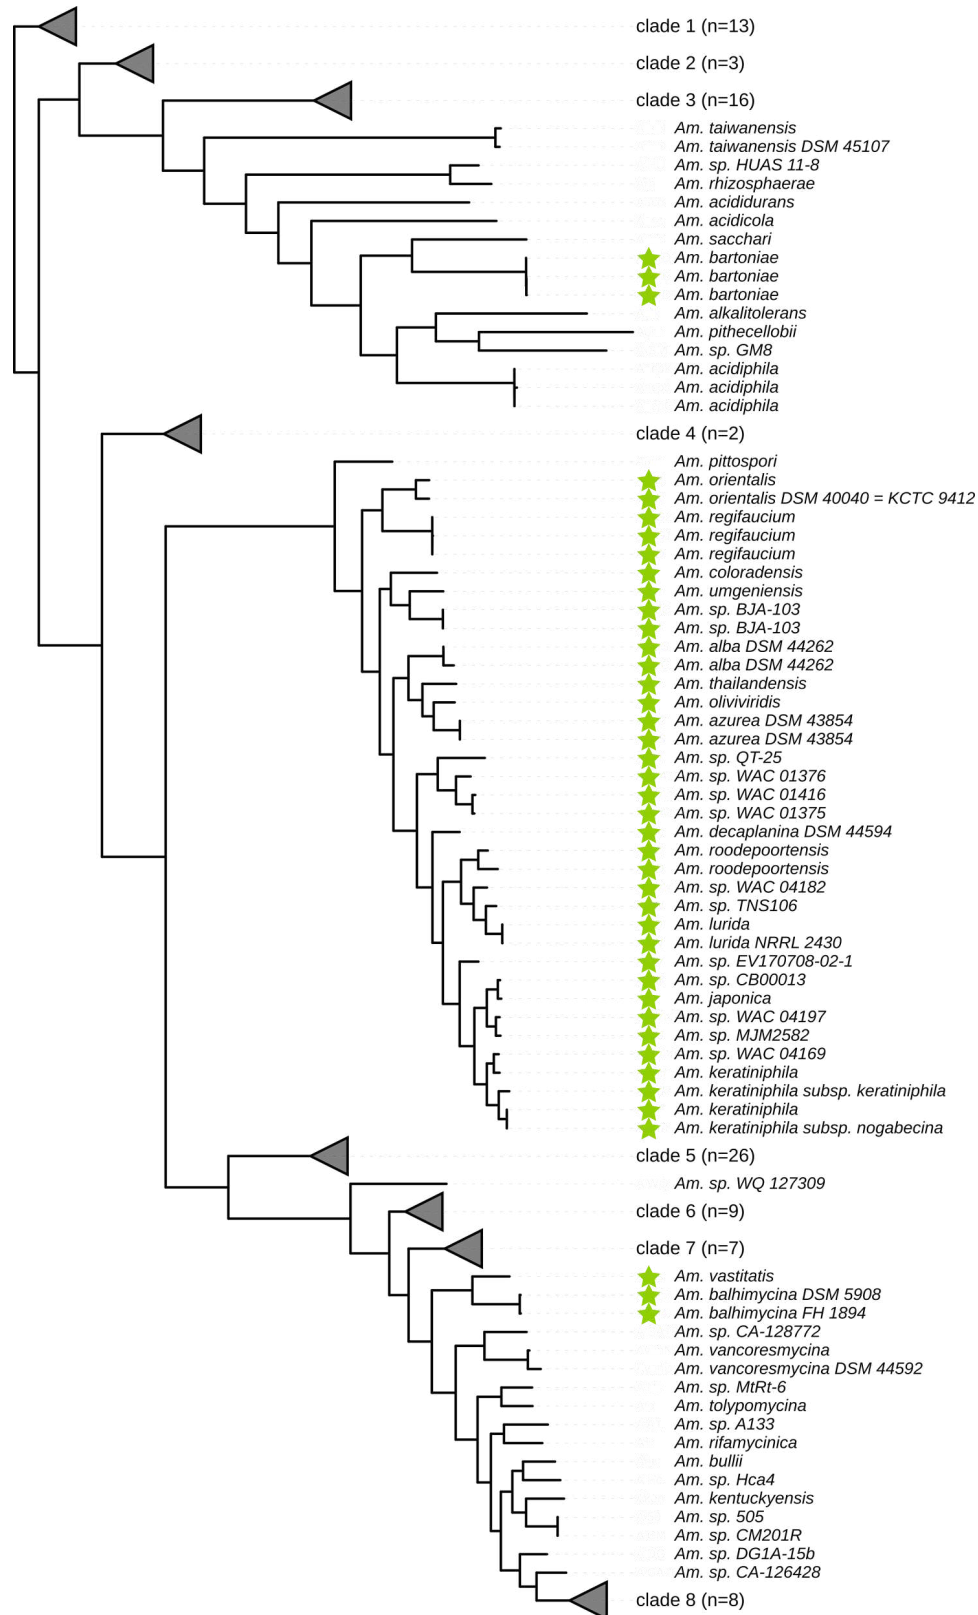 clade 1 (n=13)
clade 2 (n=3)
clade 3 (n=16)
Am. taiwanensis
Am. taiwanensis DSM 45107
Am. sp. HUAS 11-8
Am. rhizosphaerae
Am. acididurans
Am. acidicola
Am. sacchari
Am. bartoniae
Am. bartoniae
Am. bartoniae
Am. alkalitolerans
Am. pithecellobii
Am. sp. GM8
Am. acidiphila
Am. acidiphila
Am. acidiphila
clade 4 (n=2)
Am. pittospori
Am. orientalis
Am. orientalis DSM 40040 = KCTC 9412
Am. regifaucium
Am. regifaucium
Am. regifaucium
Am. coloradensis
Am. umgeniensis
Am. sp. BJA-103
Am. sp. BJA-103
Am. alba DSM 44262
Am. alba DSM 44262
Am. thailandensis
Am. oliviviridis
Am. azurea DSM 43854
Am. azurea DSM 43854
Am. sp. QT-25
Am. sp. WAC 01376
Am. sp. WAC 01416
Am. sp. WAC 01375
Am. decaplanina DSM 44594
Am. roodepoortensis
Am. roodepoortensis
Am. sp. WAC 04182
Am. sp. TNS106
Am. lurida
Am. lurida NRRL 2430
Am. sp. EV170708-02-1
Am. sp. CB00013
Am. japonica
Am. sp. WAC 04197
Am. sp. MJM2582
Am. sp. WAC 04169
Am. keratiniphila
Am. keratiniphila subsp. keratiniphila
Am. keratiniphila
Am. keratiniphila subsp. nogabecina
clade 5 (n=26)
Am. sp. WQ 127309
clade 6 (n=9)
clade 7 (n=7)
Am. vastitatis
Am. balhimycina DSM 5908
Am. balhimycina FH 1894
Am. sp. CA-128772
Am. vancoresmycina
Am. vancoresmycina DSM 44592
Am. sp. MtRt-6
Am. tolypomycina
Am. sp. A133
Am. rifamycinica
Am. bullii
Am. sp. Hca4
Am. kentuckyensis
Am. sp. 505
Am. sp. CM201R
Am. sp. DG1A-15b
Am. sp. CA-126428
clade 8 (n=8)